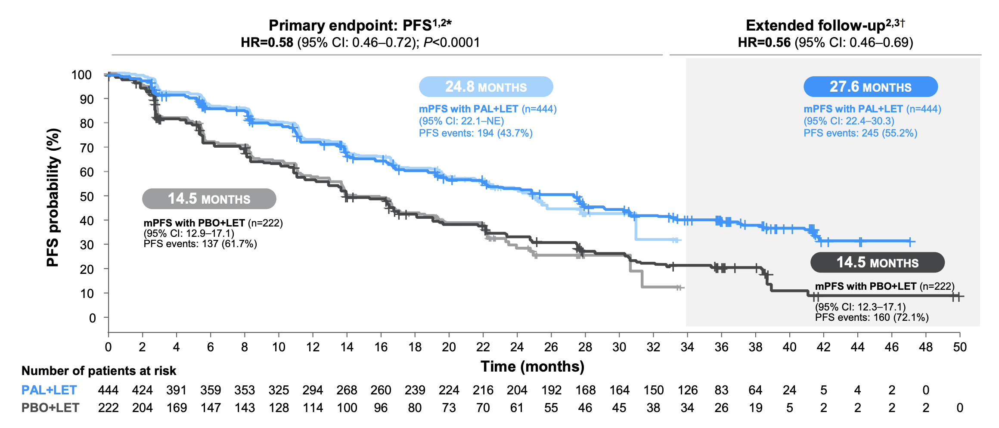 Primary endpoint: PFS¹,²*
HR=0.58 (95% CI: 0.46–0.72); P<0.0001
Extended follow-up²,³†
HR=0.56 (95% CI: 0.46–0.69)
24.8 MONTHS
mPFS with PAL+LET (n=444)
(95% CI: 22.1–NE)
PFS events: 194 (43.7%)
27.6 MONTHS
mPFS with PAL+LET (n=444)
(95% CI: 22.4–30.3)
PFS events: 245 (55.2%)
14.5 MONTHS
mPFS with PBO+LET (n=222)
(95% CI: 12.9–17.1)
PFS events: 137 (61.7%)
14.5 MONTHS
mPFS with PBO+LET (n=222)
(95% CI: 12.3–17.1)
PFS events: 160 (72.1%)
PFS probability (%)
100
90
80
70
60
50
40
30
20
10
0
0 2 4 6 8 10 12 14 16 18 20 22 24 26 28 30 32 34 36 38 40 42 44 46 48 50
Time (months)
Number of patients at risk
PAL+LET 444 424 391 359 353 325 294 268 260 239 224 216 204 192 168 164 150 126 83 64 24 5 4 2 0
PBO+LET 222 204 169 147 143 128 114 100 96 80 73 70 61 55 46 45 38 34 26 19 5 2 2 2 2 0